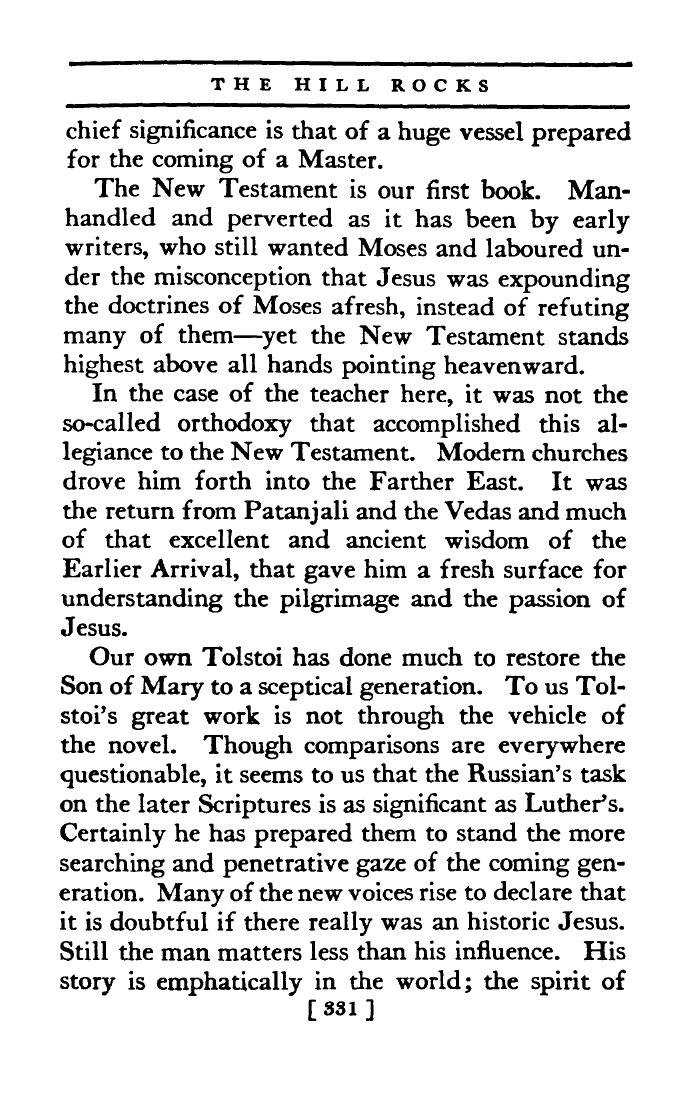 THE HILL ROCKS
chief significance is that of a huge vessel prepared
for the coming of a Master.
The New Testament is our first book. Man-
handled and perverted as it has been by early
writers, who still wanted Moses and laboured un-
der the misconception that Jesus was expounding
the doctrines of Moses afresh, instead of refuting
many of them—yet the New Testament stands
highest above all hands pointing heavenward.
In the case of the teacher here, it was not the
so-called orthodoxy that accomplished this al-
legiance to the New Testament. Modern churches
drove him forth into the Farther East. It was
the return from Patanjali and the Vedas and much
of that excellent and ancient wisdom of the
Earlier Arrival, that gave him a fresh surface for
understanding the pilgrimage and the passion of
Jesus.
Our own Tolstoi has done much to restore the
Son of Mary to a sceptical generation. To us Tol-
stoi's great work is not through the vehicle of
the novel. Though comparisons are everywhere
questionable, it seems to us that the Russian's task
on the later Scriptures is as significant as Luther's.
Certainly he has prepared them to stand the more
searching and penetrative gaze of the coming gen-
eration. Many of the new voices rise to declare that
it is doubtful if there really was an historic Jesus.
Still the man matters less than his influence. His
story is emphatically in the world; the spirit of
[ 331 ]